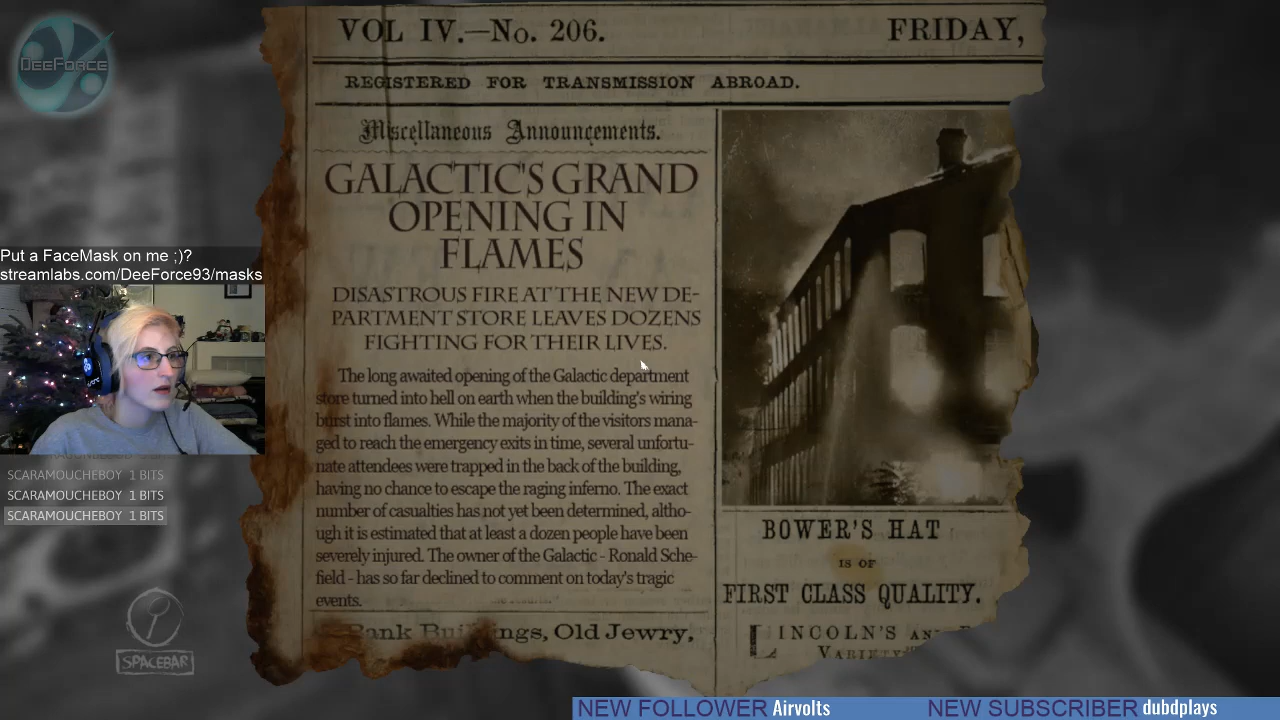 DEEFORCE
VOL IV.—No. 206.
FRIDAY,
REGISTERED FOR TRANSMISSION ABROAD.
Miscellaneous Announcements.
GALACTIC'S GRAND
OPENING IN
FLAMES
DISASTROUS FIRE AT THE NEW DE-
PARTMENT STORE LEAVES DOZENS
FIGHTING FOR THEIR LIVES.
The long awaited opening of the Galactic department
store turned into hell on earth when the building's wiring
burst into flames. While the majority of the visitors mana-
ged to reach the emergency exits in time, several unfortu-
nate attendees were trapped in the back of the building,
having no chance to escape the raging inferno. The exact
number of casualties has not yet been determined, altho-
ugh it is estimated that at least a dozen people have been
severely injured. The owner of the Galactic - Ronald Sche-
field - has so far declined to comment on today's tragic
events.
Bank Buildings, Old Jewry,
BOWER'S HAT
IS OF
FIRST CLASS QUALITY.
LINCOLN'S AND
VARIET
Put a FaceMask on me ;)?
streamlabs.com/DeeForce93/masks
SCARAMOUCHEBOY 1 BITS
SCARAMOUCHEBOY 1 BITS
SCARAMOUCHEBOY 1 BITS
SPACEBAR
NEW FOLLOWER Airvolts
NEW SUBSCRIBER dubdplays